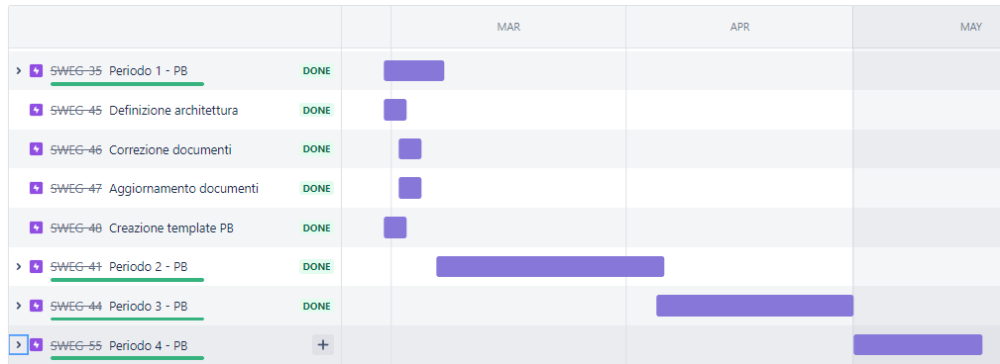 MAR APR MAY
SWEG-35 Periodo 1 - PB DONE
SWEG-45 Definizione architettura DONE
SWEG-46 Correzione documenti DONE
SWEG-47 Aggiornamento documenti DONE
SWEG-48 Creazione template PB DONE
SWEG-41 Periodo 2 - PB DONE
SWEG-44 Periodo 3 - PB DONE
SWEG-55 Periodo 4 - PB